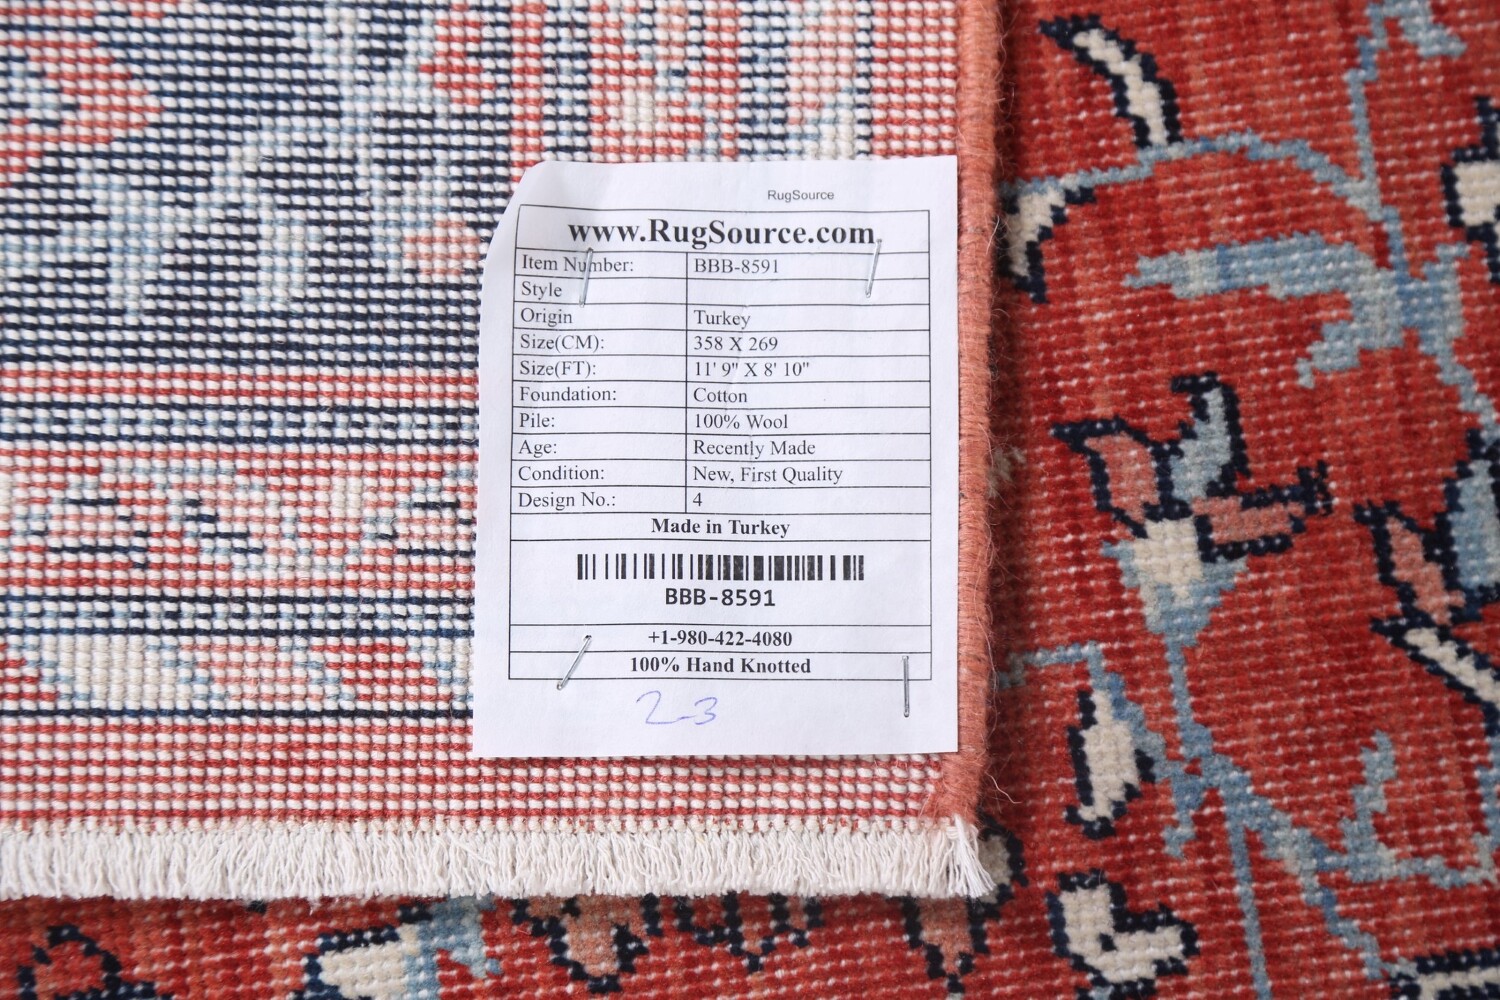 RugSource
www.RugSource.com
Item Number: BBB-8591
Style
Origin Turkey
Size(CM): 358 X 269
Size(FT): 11' 9" X 8' 10"
Foundation: Cotton
Pile: 100% Wool
Age: Recently Made
Condition: New, First Quality
Design No.: 4
Made in Turkey
BBB-8591
+1-980-422-4080
100% Hand Knotted
2-3